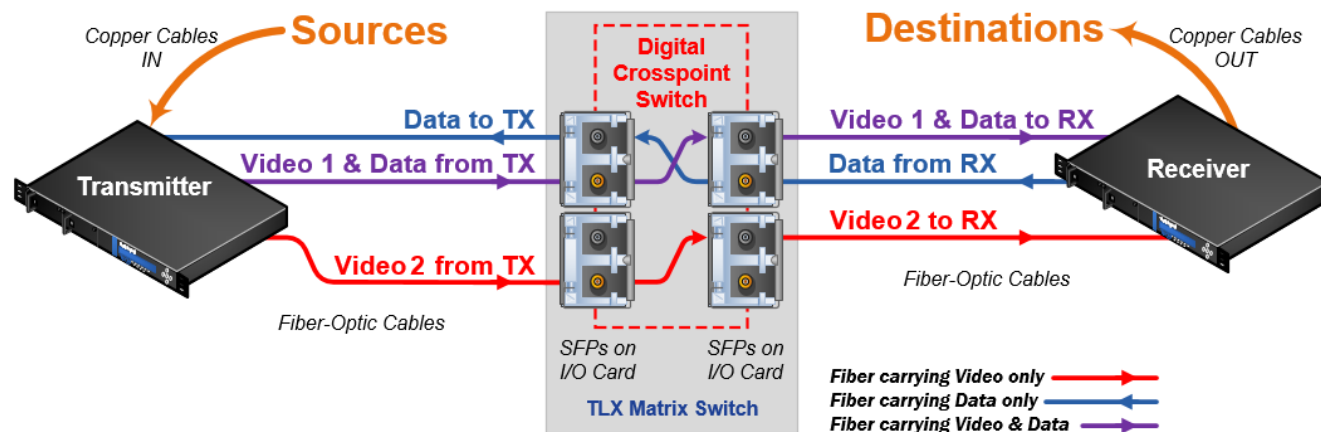 Copper Cables
IN
Sources
Digital
Crosspoint
Switch
Destinations
Copper Cables
OUT
Data to TX
Video 1 & Data to RX
Transmitter
Video 1 & Data from TX
Data from RX
Receiver
Video 2 from TX
Video 2 to RX
Fiber-Optic Cables
Fiber-Optic Cables
SFPs on
I/O Card
SFPs on
I/O Card
TLX Matrix Switch
Fiber carrying Video only
Fiber carrying Data only
Fiber carrying Video & Data